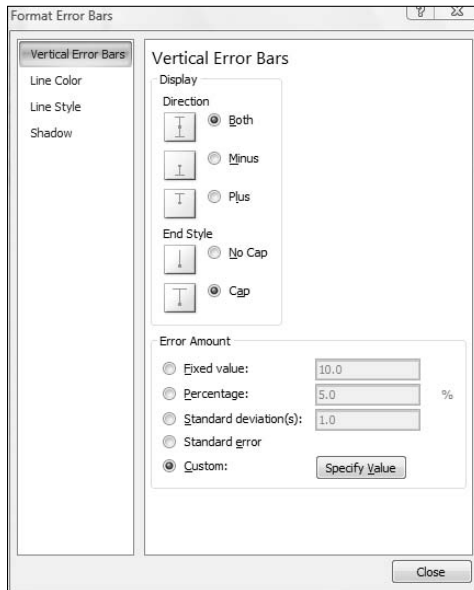 Format Error Bars
?
Vertical Error Bars
Line Color
Line Style
Shadow
Vertical Error Bars
Display
Direction
Both
Minus
Plus
End Style
No Cap
Cap
Error Amount
Fixed value: 10.0
Percentage: 5.0 %
Standard deviation(s): 1.0
Standard error
Custom: Specify Value
Close